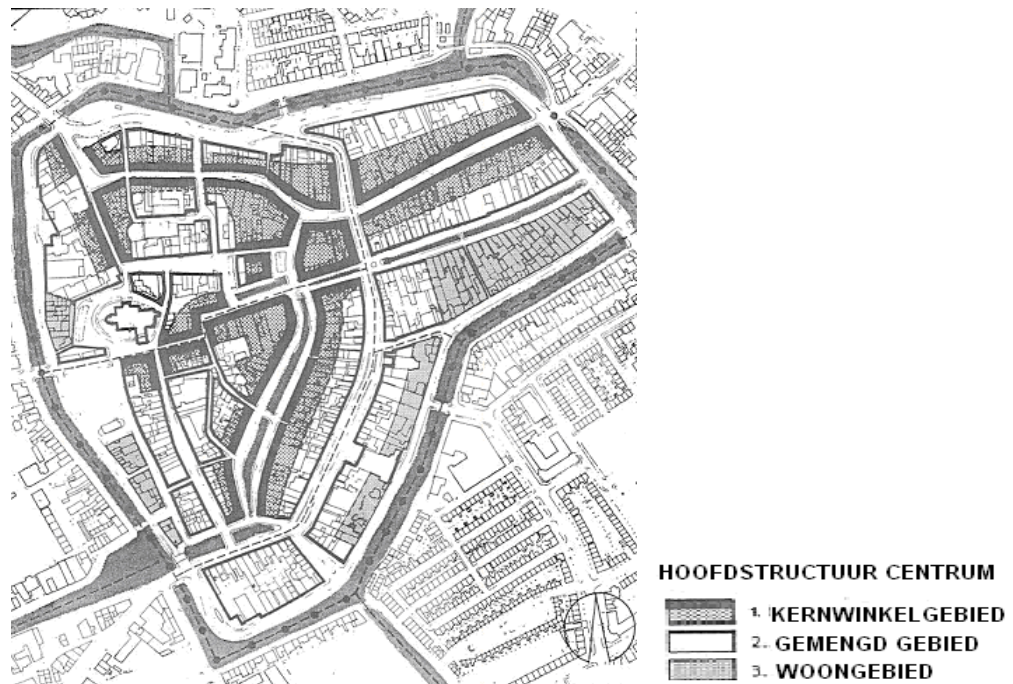 HOOFDSTRUCTUUR CENTRUM
1. KERNWINKELGEBIED
2. GEMENGD GEBIED
3. WOONGEBIED